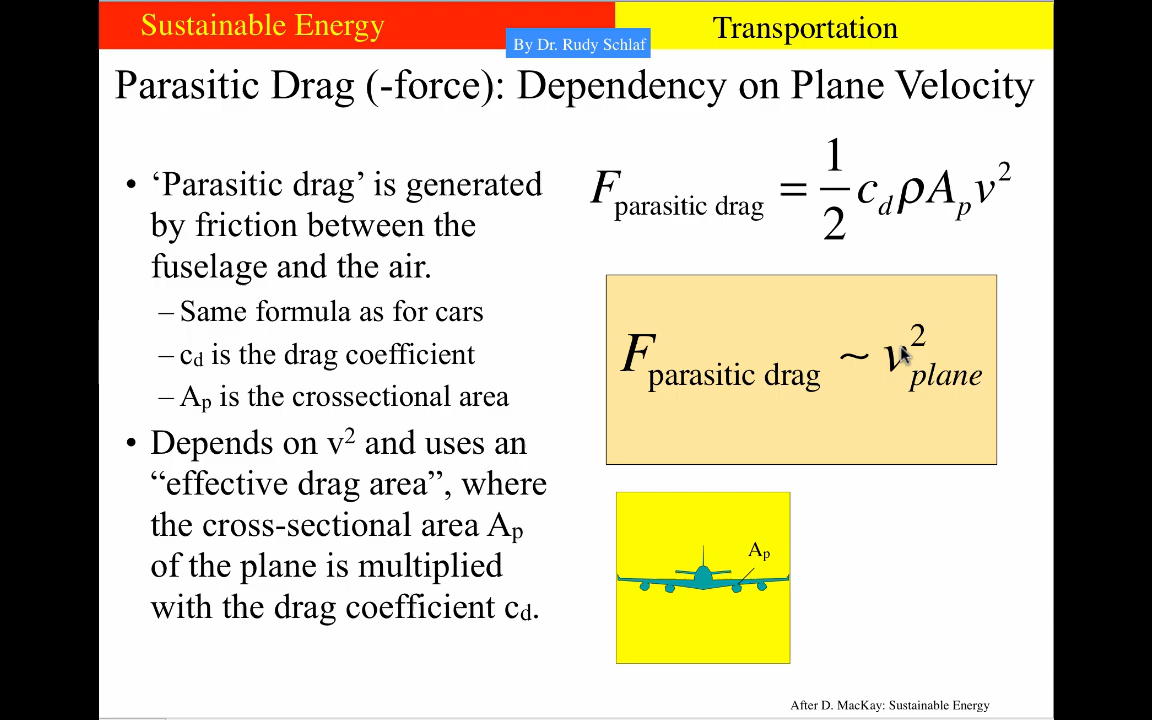 Sustainable Energy
By Dr. Rudy Schlaf
Transportation
Parasitic Drag (-force): Dependency on Plane Velocity
• ‘Parasitic drag’ is generated
by friction between the
fuselage and the air.
– Same formula as for cars
– c_d is the drag coefficient
– A_p is the crossectional area
• Depends on v² and uses an
“effective drag area”, where
the cross-sectional area A_p
of the plane is multiplied
with the drag coefficient c_d.
F_parasitic drag = 1/2 c_d ρ A_p v²
F_parasitic drag ~ v²_plane
A_p
After D. MacKay: Sustainable Energy